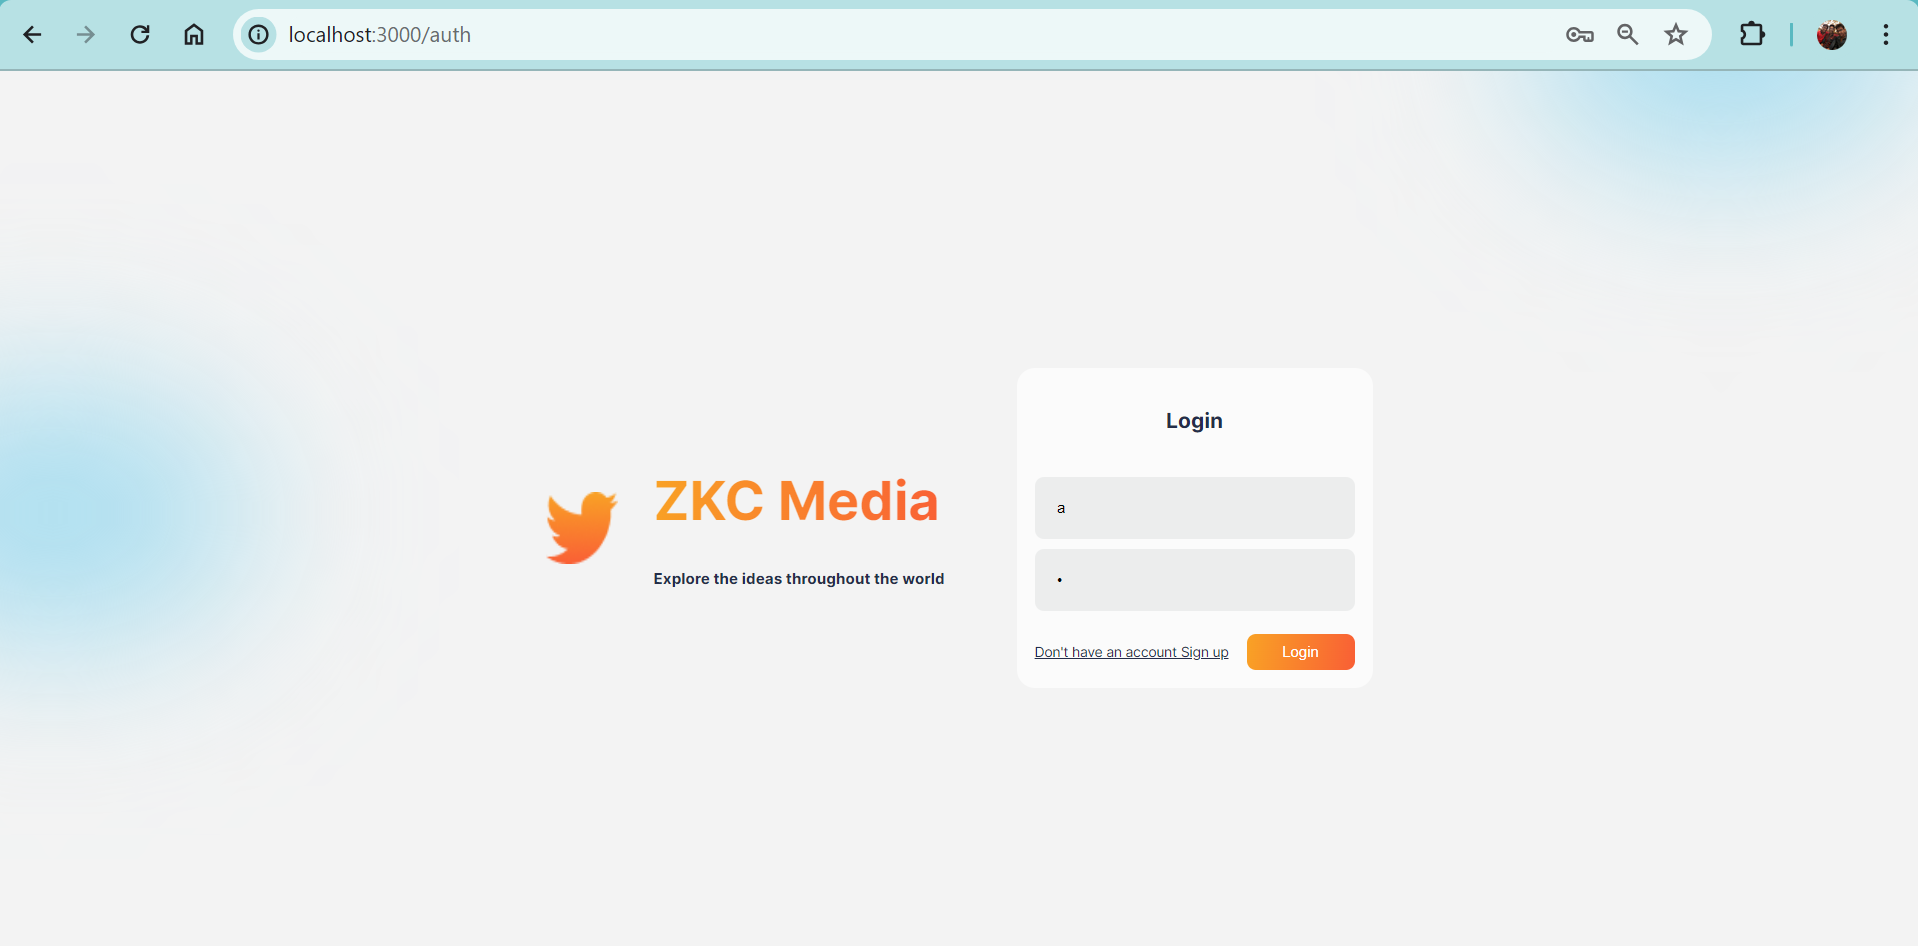 localhost:3000/auth
Login
a
ZKC Media
Explore the ideas throughout the world
•
Don't have an account Sign up
Login